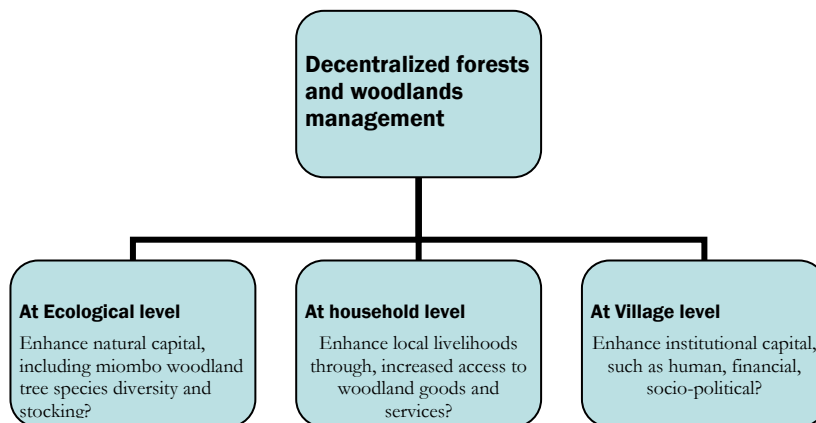 Decentralized forests
and woodlands
management
At Ecological level
Enhance natural capital,
including miombo woodland
tree species diversity and
stocking?
At household level
Enhance local livelihoods
through, increased access to
woodland goods and
services?
At Village level
Enhance institutional capital,
such as human, financial,
socio-political?